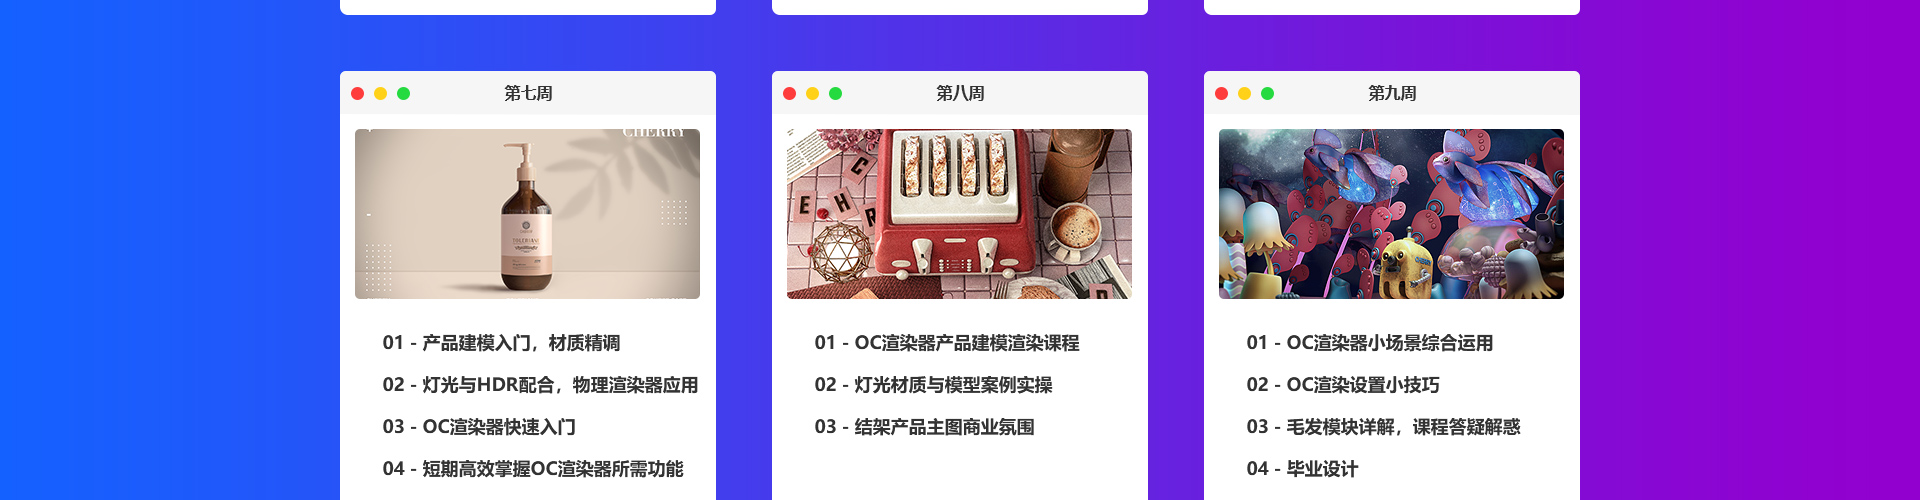 第七周
CHERRY
01 - 产品建模入门，材质精调
02 - 灯光与HDR配合，物理渲染器应用
03 - OC渲染器快速入门
04 - 短期高效掌握OC渲染器所需功能
第八周
E H R
C
01 - OC渲染器产品建模渲染课程
02 - 灯光材质与模型案例实操
03 - 结架产品主图商业氛围
第九周
01 - OC渲染器小场景综合运用
02 - OC渲染设置小技巧
03 - 毛发模块详解，课程答疑解惑
04 - 毕业设计